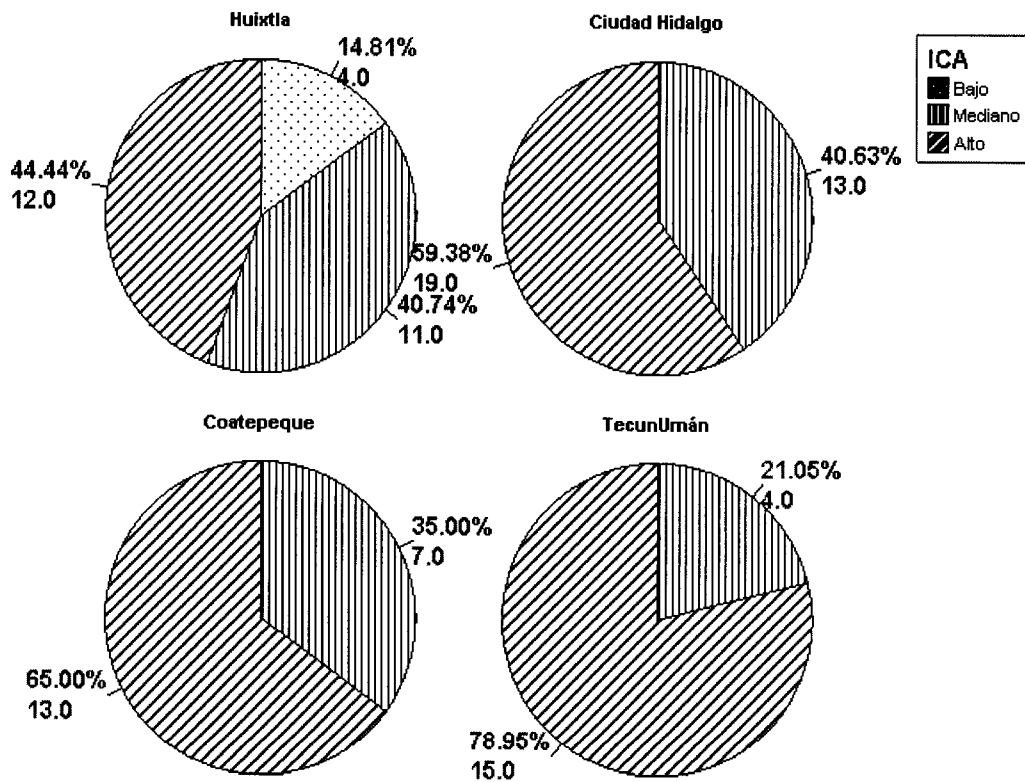 Huixtla
14.81%
4.0
44.44%
12.0
40.74%
11.0
Ciudad Hidalgo
40.63%
13.0
59.38%
19.0
ICA
Bajo
Mediano
Alto
Coatepeque
35.00%
7.0
65.00%
13.0
TecunUmán
21.05%
4.0
78.95%
15.0